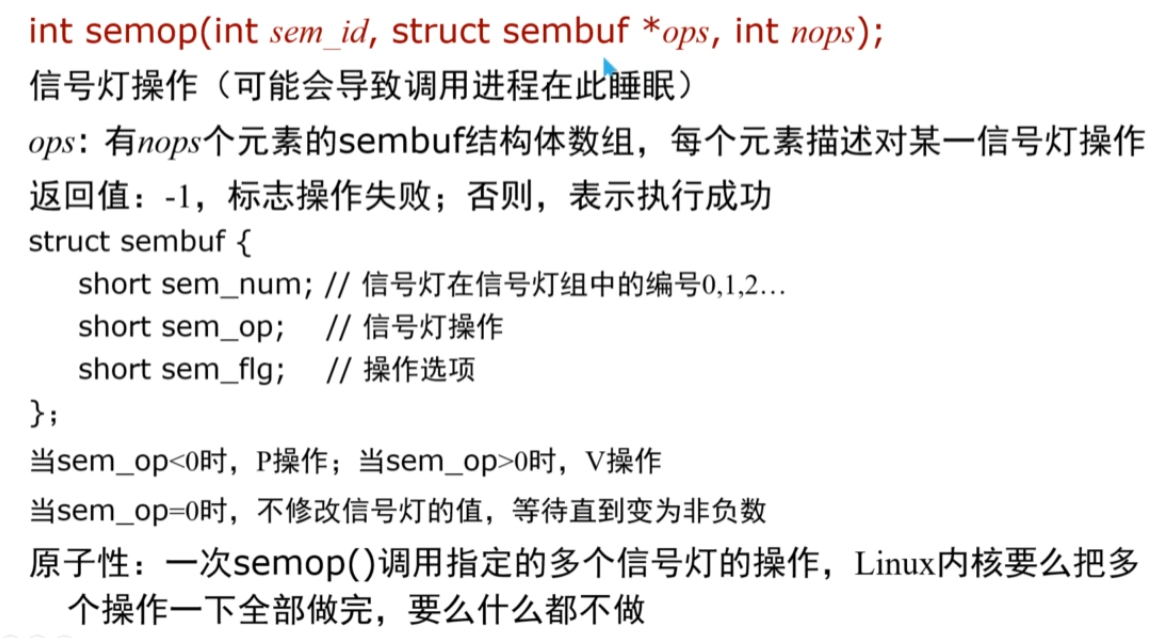 int semop(int sem_id, struct sembuf *ops, int nops);
信号灯操作（可能会导致调用进程在此睡眠）
ops：有nops个元素的sembuf结构体数组，每个元素描述对某一信号灯操作
返回值：-1，标志操作失败；否则，表示执行成功
struct sembuf {
short sem_num; // 信号灯在信号灯组中的编号0,1,2…
short sem_op; // 信号灯操作
short sem_flg; // 操作选项
};
当sem_op<0时，P操作；当sem_op>0时，V操作
当sem_op=0时，不修改信号灯的值，等待直到变为非负数
原子性：一次semop()调用指定的多个信号灯的操作，Linux内核要么把多
个操作一下全部做完，要么什么都不做